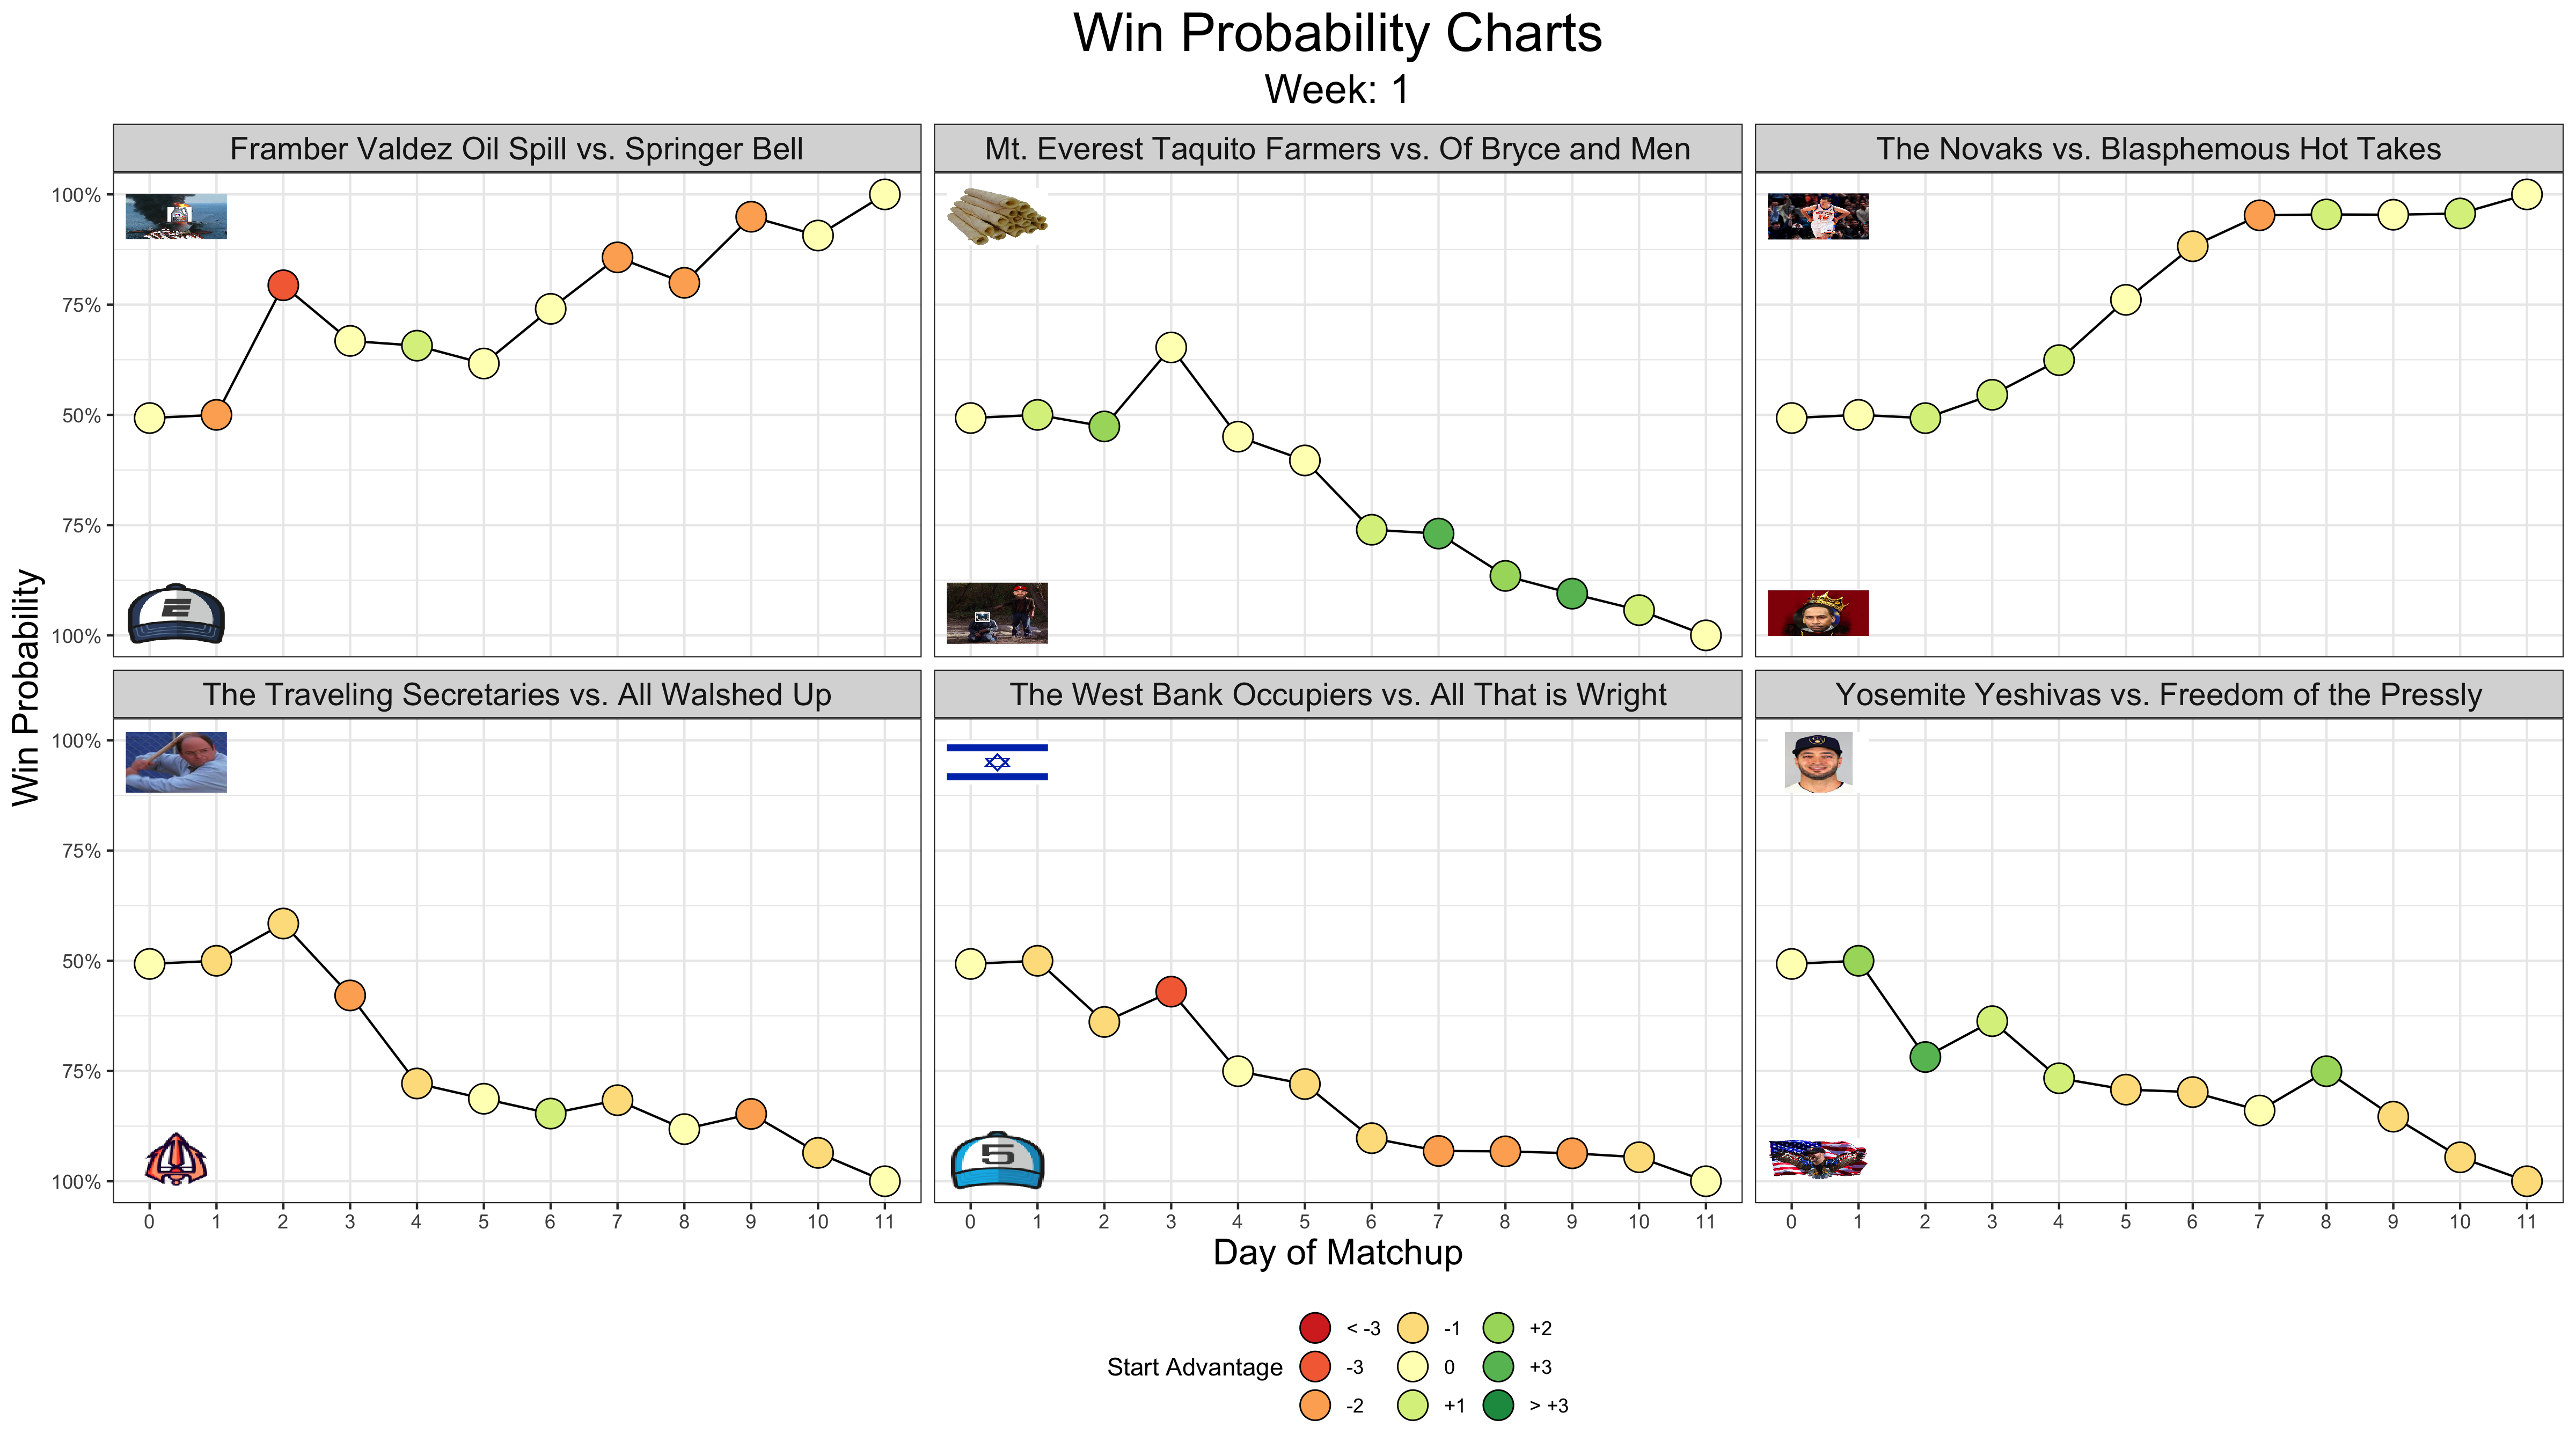 Win Probability Charts
Week: 1
Framber Valdez Oil Spill vs. Springer Bell
Mt. Everest Taquito Farmers vs. Of Bryce and Men
The Novaks vs. Blasphemous Hot Takes
100%
75%
50%
75%
100%
E
The Traveling Secretaries vs. All Walshed Up
The West Bank Occupiers vs. All That is Wright
Yosemite Yeshivas vs. Freedom of the Pressly
Win Probability
100%
75%
50%
75%
100%
5
0 1 2 3 4 5 6 7 8 9 10 11
0 1 2 3 4 5 6 7 8 9 10 11
0 1 2 3 4 5 6 7 8 9 10 11
Day of Matchup
Start Advantage
< -3
-3
-2
-1
0
+1
+2
+3
> +3